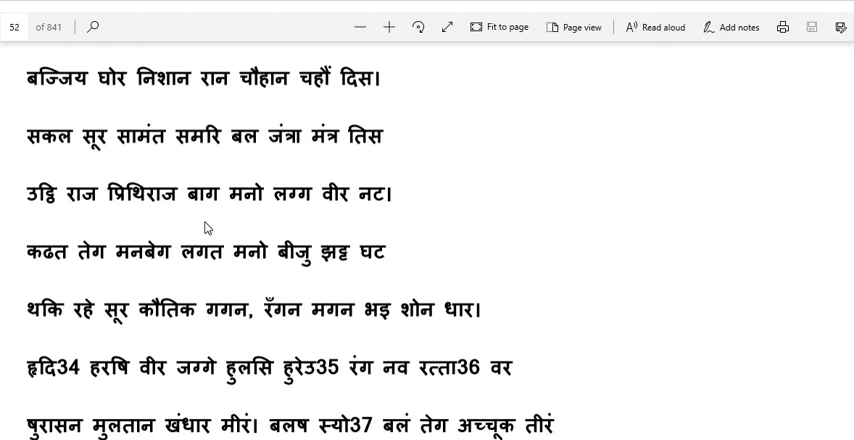 52 of 841 Fit to page Page view Read aloud Add notes
बज्जिय घोर निशान रान चौहान चहौं दिस।
सकल सूर सामंत समरि बल जंत्रा मंत्र तिस
उट्ठि राज प्रिथिराज बाग मनो लग्ग वीर नट।
कढत तेग मनबेग लगत मनो बीजु झट्ट घट
थकि रहे सूर कौतिक गगन, रँगन मगन भइ शोन धार।
हृदि34 हरषि वीर जग्गे हुलसि हुरेउ35 रंग नव रत्ता36 वर
षुरासन मुलतान खंधार मीरं। बलष स्यो37 बलं तेग अच्चूक तीरं